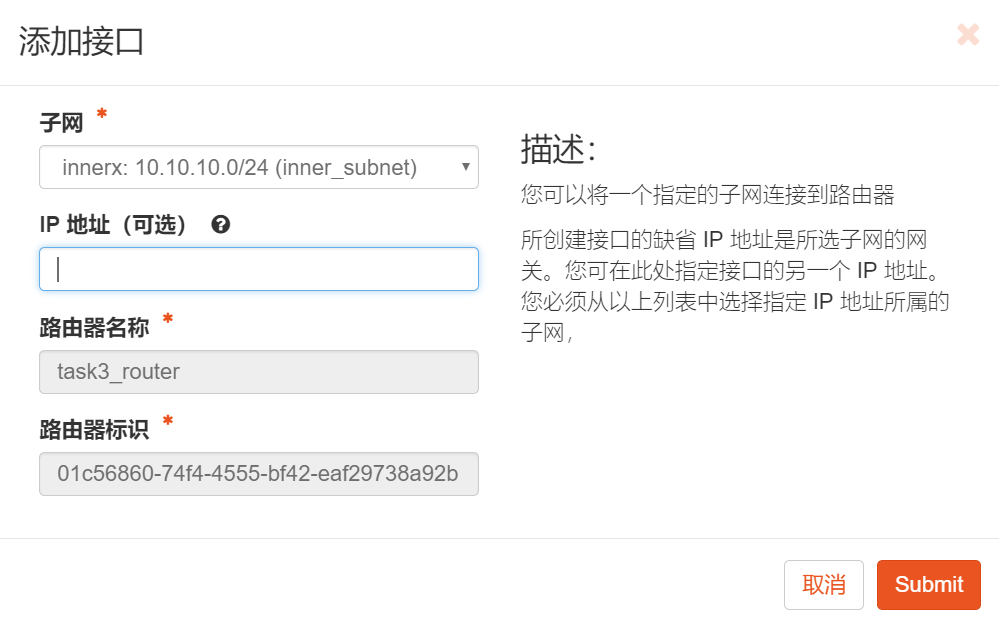 添加接口
子网 *
innerx: 10.10.10.0/24 (inner_subnet)
IP 地址（可选）
路由器名称 *
task3_router
路由器标识 *
01c56860-74f4-4555-bf42-eaf29738a92b
描述：
您可以将一个指定的子网连接到路由器
所创建接口的缺省 IP 地址是所选子网的网
关。您可在此处指定接口的另一个 IP 地址。
您必须从以上列表中选择指定 IP 地址所属的
子网，
取消
Submit